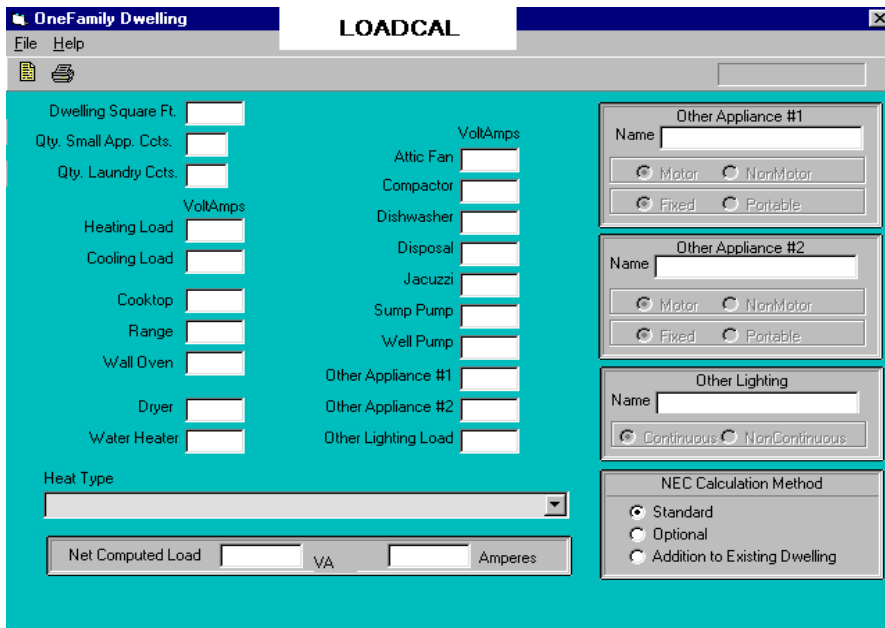 OneFamily Dwelling
LOADCAL
File Help
Dwelling Square Ft.
Qty. Small App. Ccts.
Qty. Laundry Ccts.
VoltAmps
Heating Load
Cooling Load
Cooktop
Range
Wall Oven
Dryer
Water Heater
VoltAmps
Attic Fan
Compactor
Dishwasher
Disposal
Jacuzzi
Sump Pump
Well Pump
Other Appliance #1
Other Appliance #2
Other Lighting Load
Other Appliance #1
Name
Motor NonMotor
Fixed Portable
Other Appliance #2
Name
Motor NonMotor
Fixed Portable
Other Lighting
Name
Continuous NonContinuous
Heat Type
Net Computed Load VA Amperes
NEC Calculation Method
Standard
Optional
Addition to Existing Dwelling